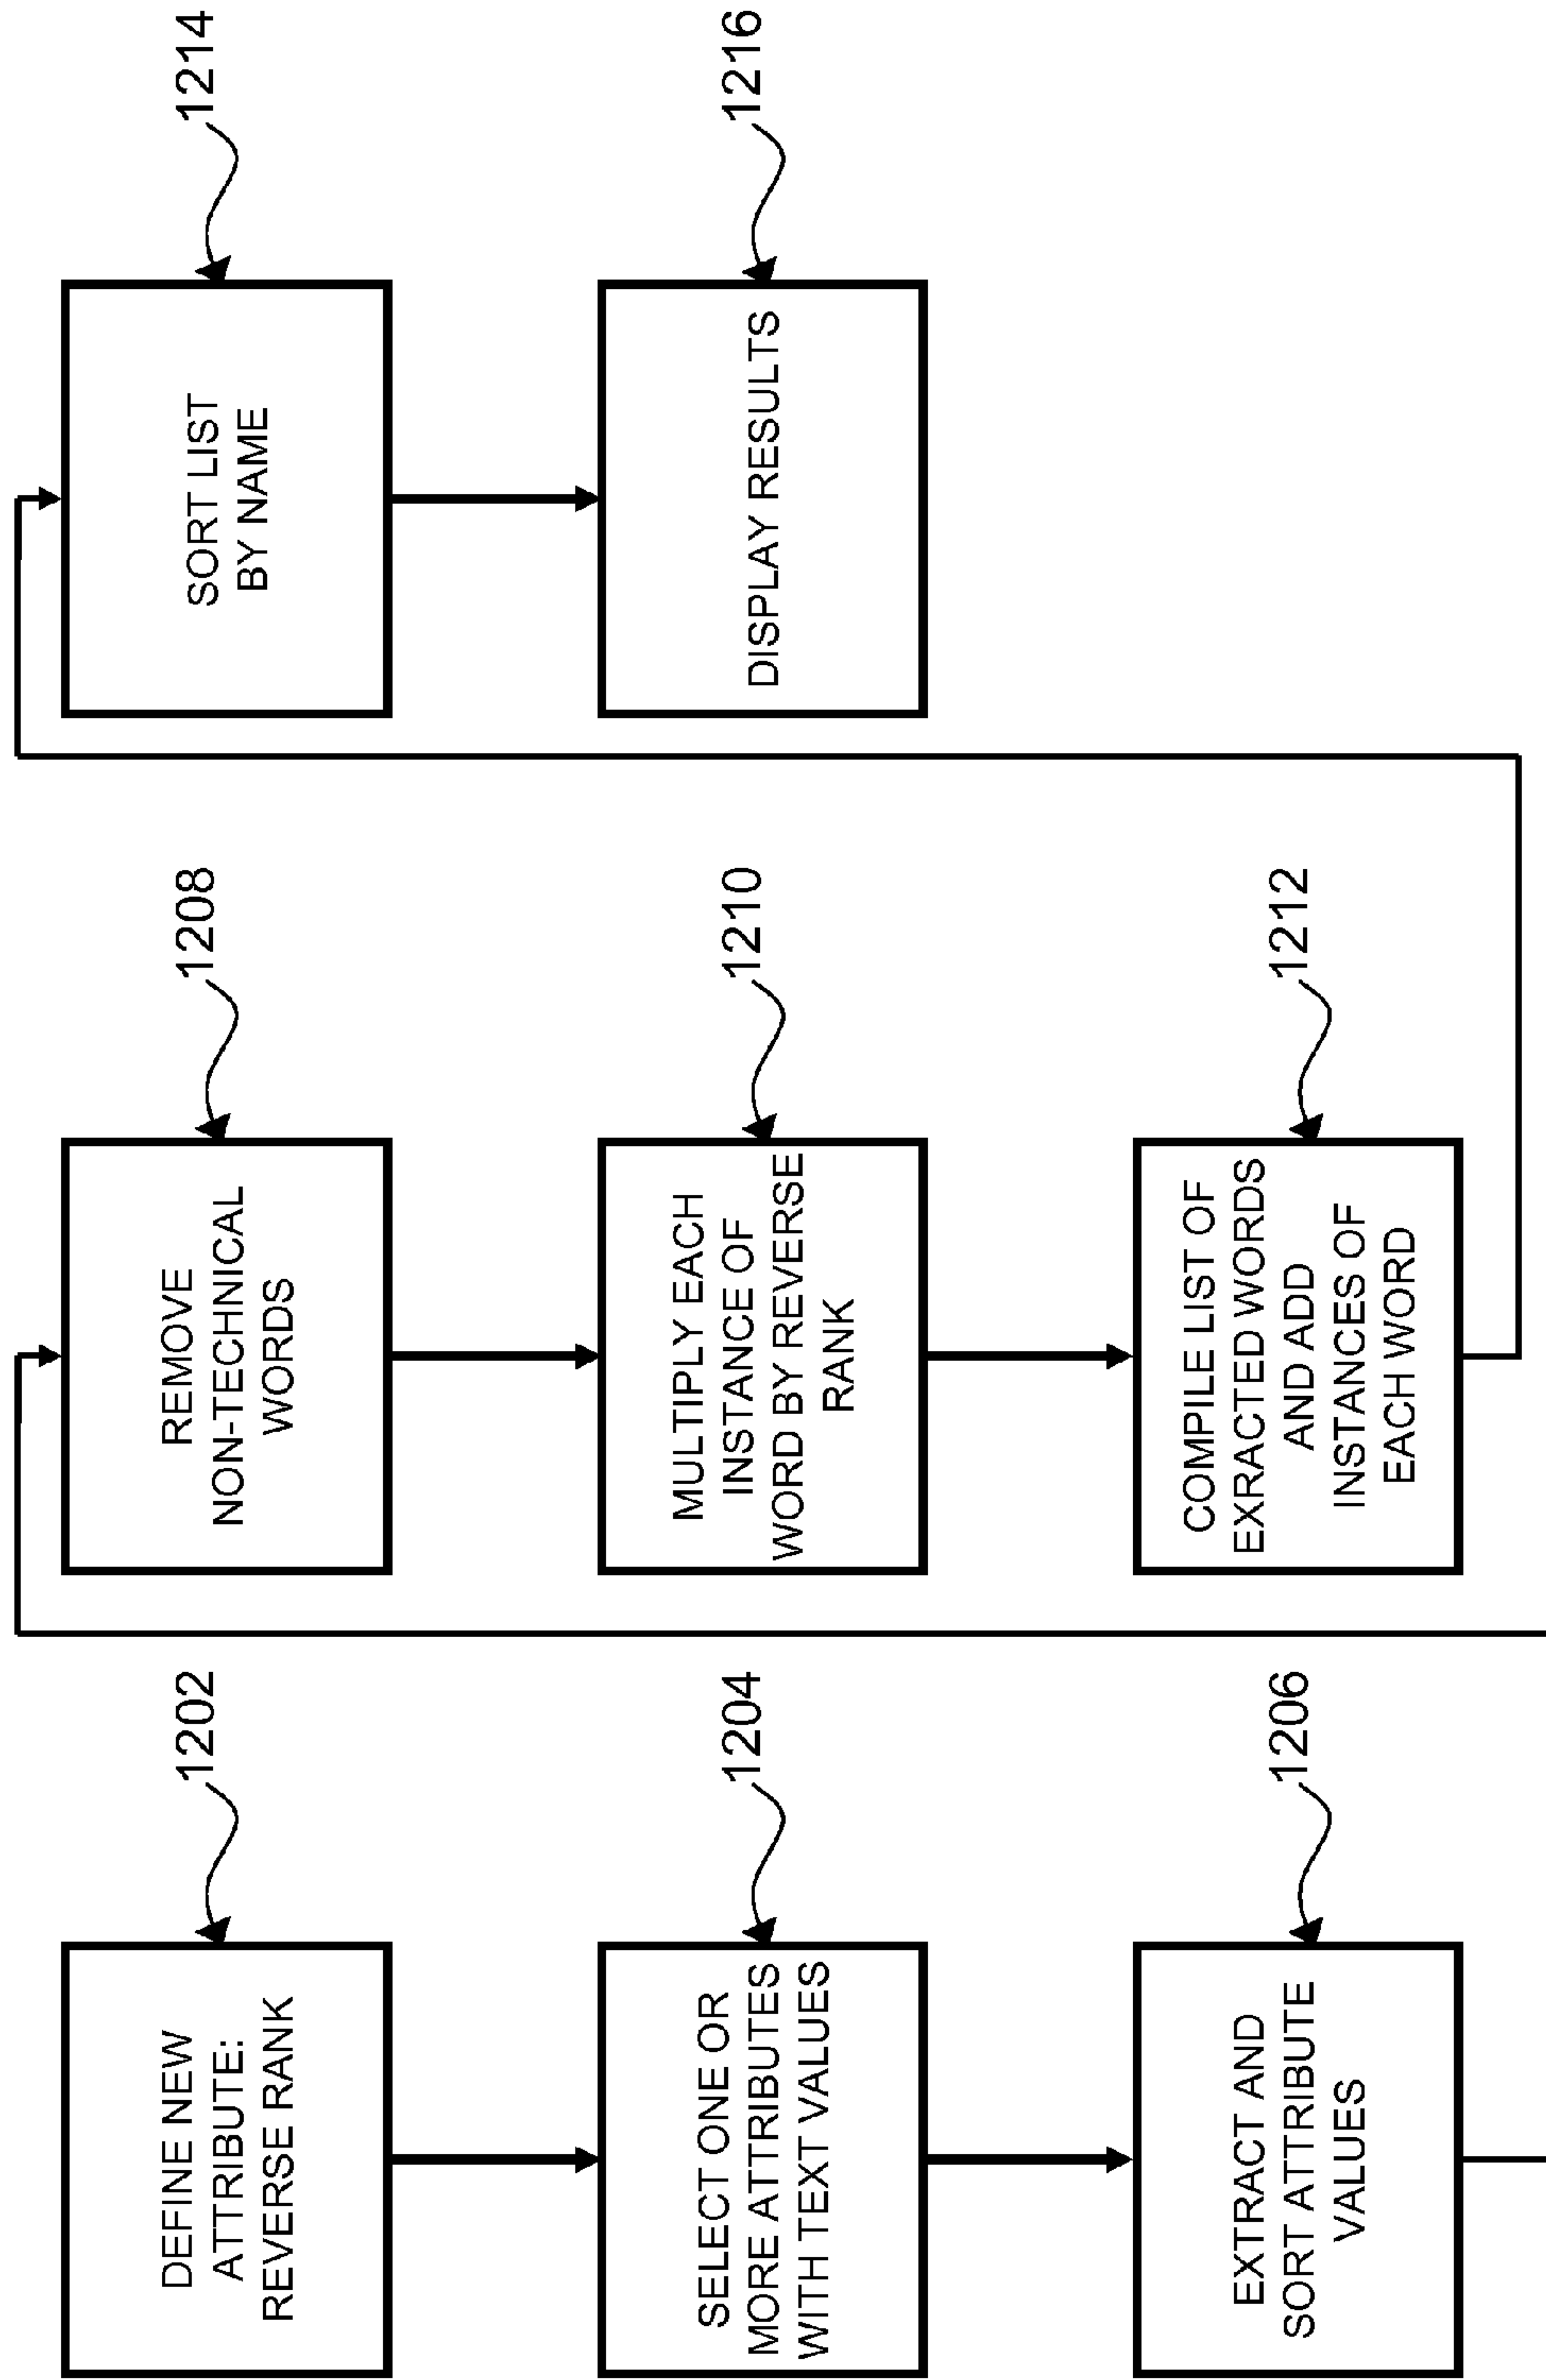 DEFINE NEW
ATTRIBUTE:
REVERSE RANK
1202
SELECT ONE OR
MORE ATTRIBUTES
WITH TEXT VALUES
1204
EXTRACT AND
SORT ATTRIBUTE
VALUES
1206
REMOVE
NON-TECHNICAL
WORDS
1208
MULTIPLY EACH
INSTANCE OF
WORD BY REVERSE
RANK
1210
COMPILE LIST OF
EXRACTED WORDS
AND ADD
INSTANCES OF
EACH WORD
1212
SORT LIST
BY NAME
1214
DISPLAY RESULTS
1216